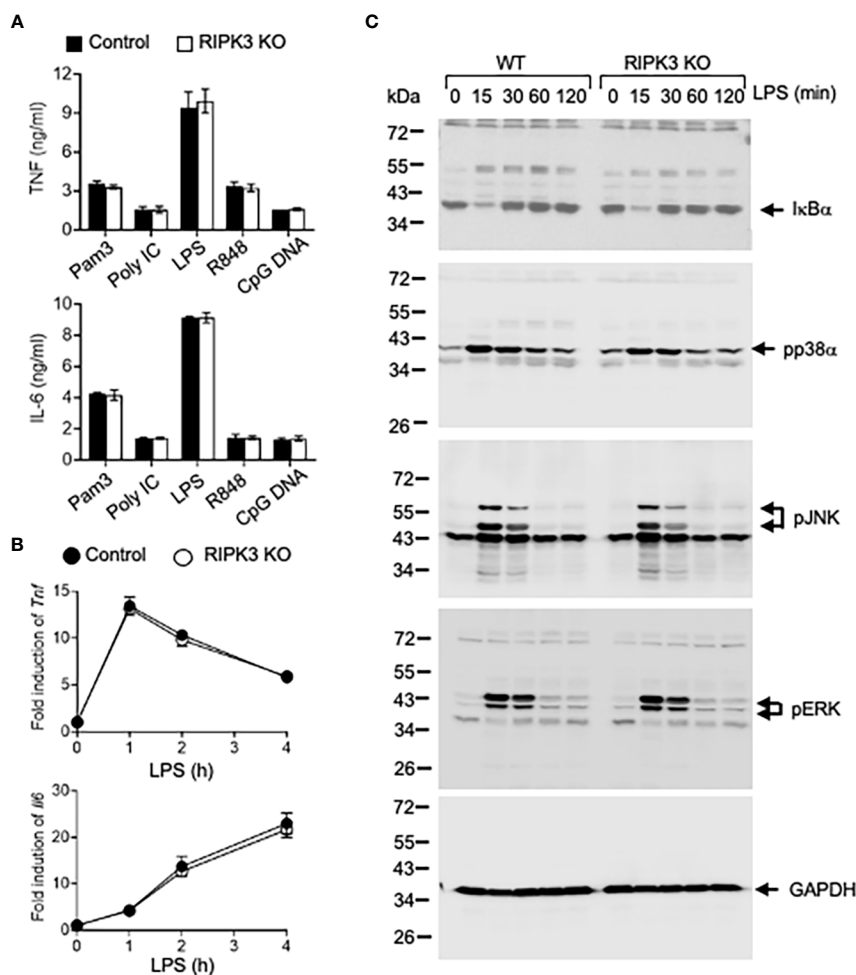 A
Control RIPK3 KO
12
9
6
3
0
TNF (ng/ml)
Pam3
Poly IC
LPS
R848
CpG DNA
10
8
6
4
2
0
IL-6 (ng/ml)
Pam3
Poly IC
LPS
R848
CpG DNA
B
Control RIPK3 KO
15
10
5
0
Fold induction of Tnf
0 1 2 3 4
LPS (h)
30
20
10
0
Fold indution of Il6
0 1 2 3 4
LPS (h)
C
WT RIPK3 KO
kDa 0 15 30 60 120 0 15 30 60 120 LPS (min)
72
55
43
34
IκBα
72
55
43
34
26
pp38α
72
55
43
34
pJNK
72
55
43
34
26
pERK
72
55
43
34
26
GAPDH